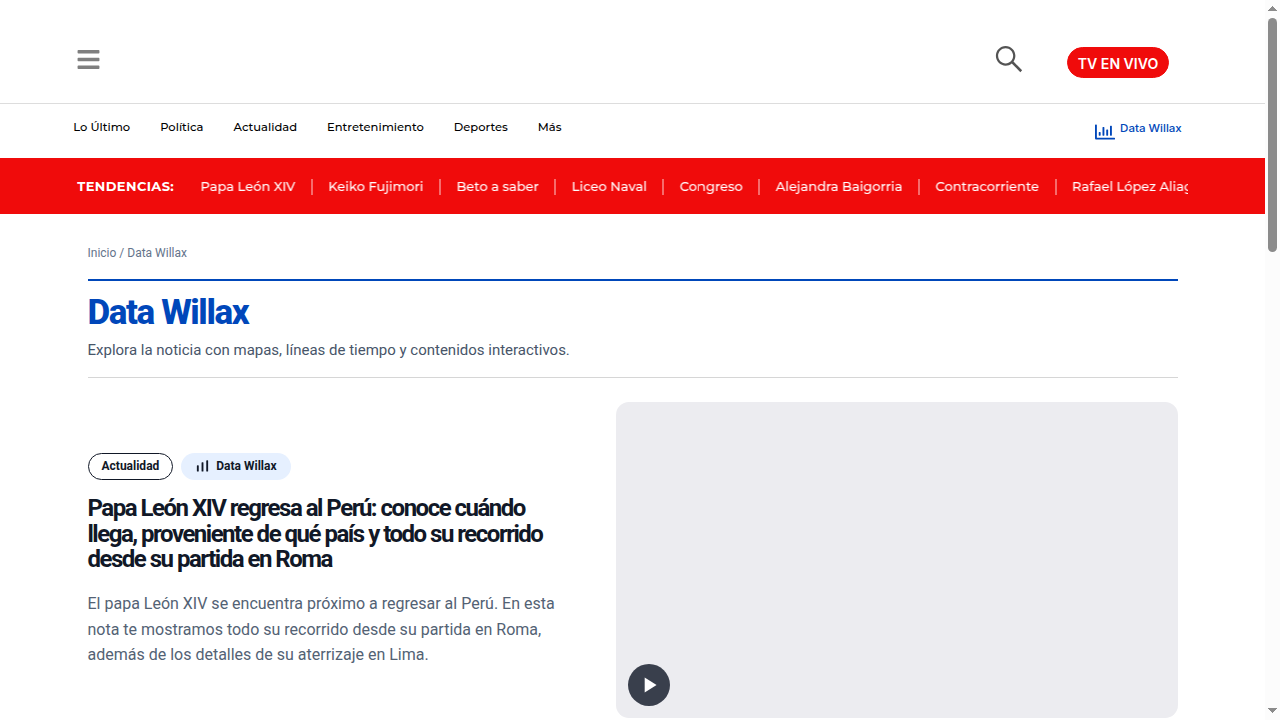 TV EN VIVO
Lo Último Política Actualidad Entretenimiento Deportes Más
Data Willax
TENDENCIAS: Papa León XIV Keiko Fujimori Beto a saber Liceo Naval Congreso Alejandra Baigorria Contracorriente Rafael López
Inicio / Data Willax
Data Willax
Explora la noticia con mapas, líneas de tiempo y contenidos interactivos.
Actualidad Data Willax
Papa León XIV regresa al Perú: conoce cuándo
llega, proveniente de qué país y todo su recorrido
desde su partida en Roma
El papa León XIV se encuentra próximo a regresar al Perú. En esta
nota te mostramos todo su recorrido desde su partida en Roma,
además de los detalles de su aterrizaje en Lima.